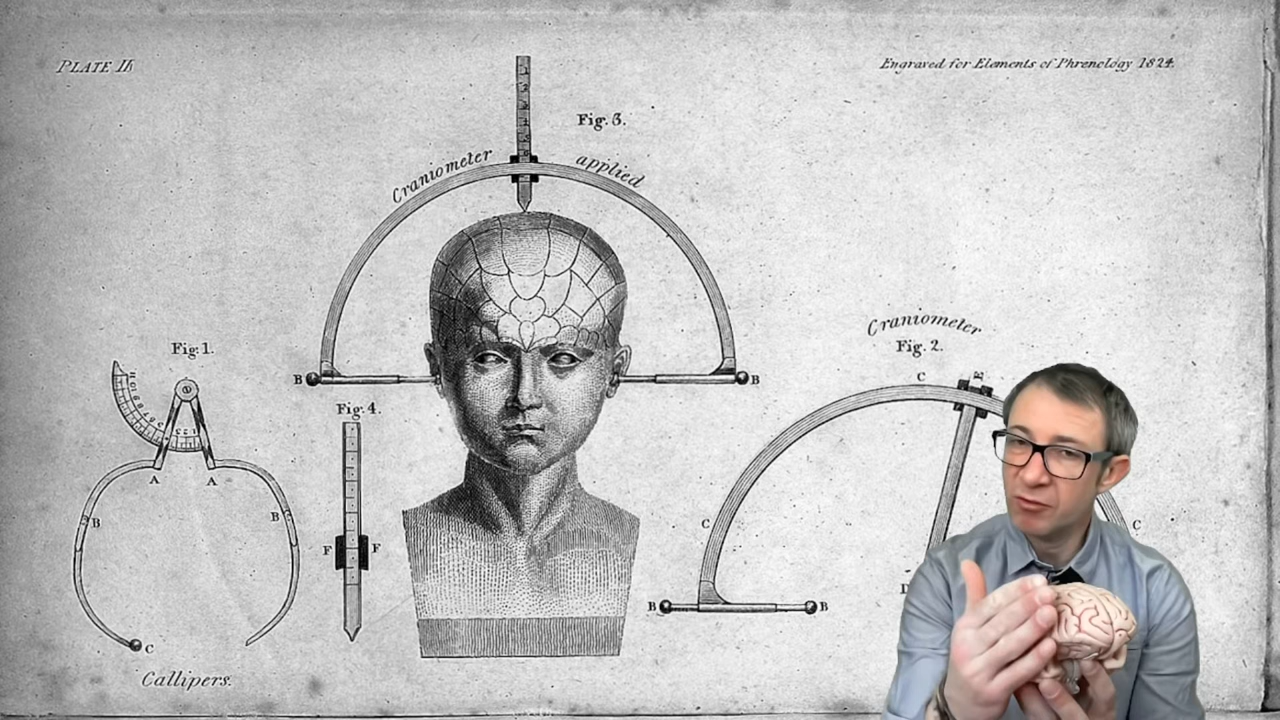 PLATE II.
Engraved for Elements of Phrenology 1824.
Fig. 3.
Craniometer applied
B
B
Fig. 1.
A
A
B
B
C
Callipers.
Fig. 4.
F
F
Craniometer
Fig. 2.
C
C
C
B
B
D